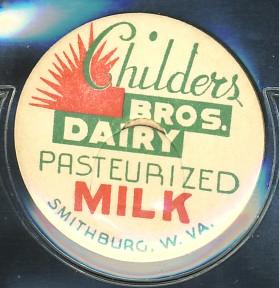 Childers
BROS.
DAIRY
PASTEURIZED
MILK
SMITHBURG, W. VA.